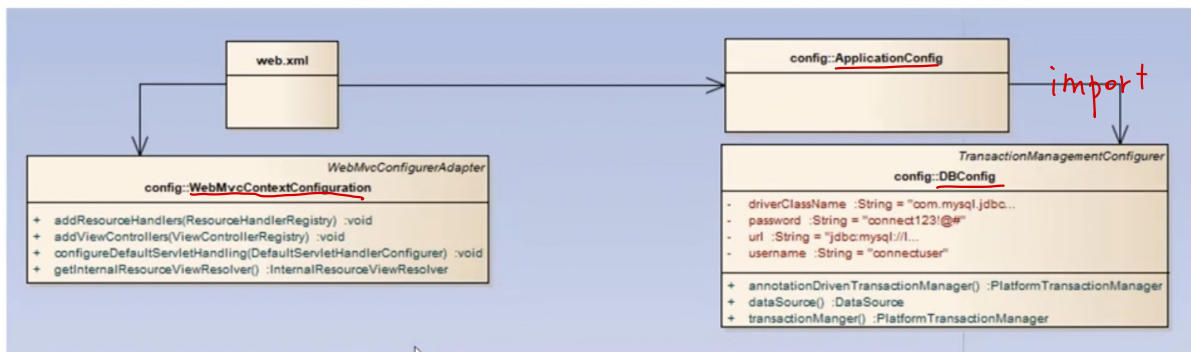 web.xml
config::ApplicationConfig
import
WebMvcConfigurerAdapter
config::WebMvcContextConfiguration
+ addResourceHandlers(ResourceHandlerRegistry) :void
+ addViewControllers(ViewControllerRegistry) :void
+ configureDefaultServletHandling(DefaultServletHandlerConfigurer) :void
+ getInternalResourceViewResolver() :InternalResourceViewResolver
TransactionManagementConfigurer
config::DBConfig
- driverClassName :String = "com.mysql.jdbc...
- password :String = "connect123!@#"
- url :String = "jdbc:mysql://l...
- username :String = "connectuser"
+ annotationDrivenTransactionManager() :PlatformTransactionManager
+ dataSource() :DataSource
+ transactionManger() :PlatformTransactionManager